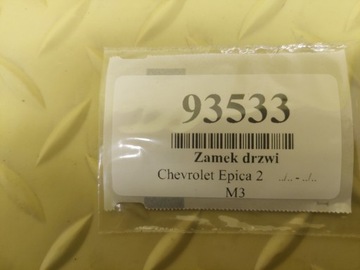 93533
Zamek drzwi
Chevrolet Epica 2 ../.. - ../..
M3